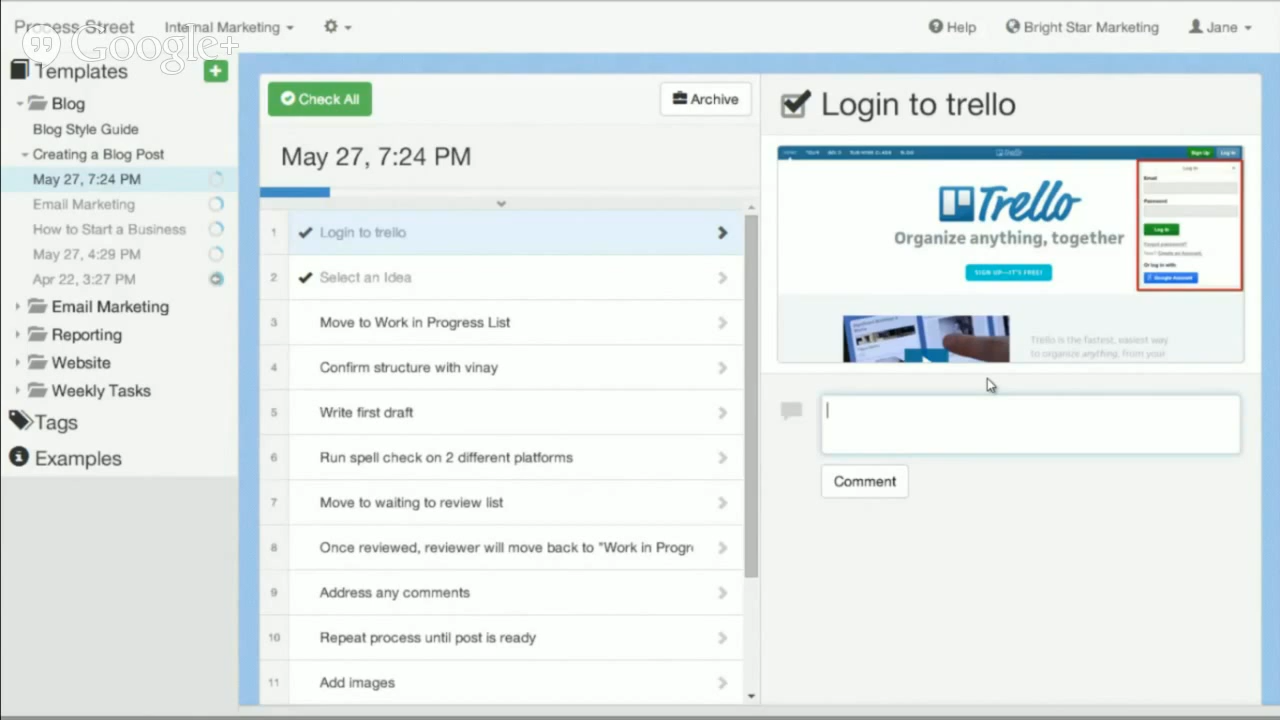 Process Street
Internal Marketing
Help
Bright Star Marketing
Jane
Google+
Templates
Blog
Blog Style Guide
Creating a Blog Post
May 27, 7:24 PM
Email Marketing
How to Start a Business
May 27, 4:29 PM
Apr 22, 3:27 PM
Email Marketing
Reporting
Website
Weekly Tasks
Tags
Examples
Check All
Archive
May 27, 7:24 PM
1 Login to trello
2 Select an Idea
3 Move to Work in Progress List
4 Confirm structure with vinay
5 Write first draft
6 Run spell check on 2 different platforms
7 Move to waiting to review list
8 Once reviewed, reviewer will move back to "Work in Progr
9 Address any comments
10 Repeat process until post is ready
11 Add images
Login to trello
Sign Up
Log in
Trello
Organize anything, together
SIGN UP—IT'S FREE!
Log in
Email
Password
Log in
Forgot password?
Create an Account.
Or log in with:
Google Account
Trello is the fastest, easiest way
to organize anything, from your
Comment